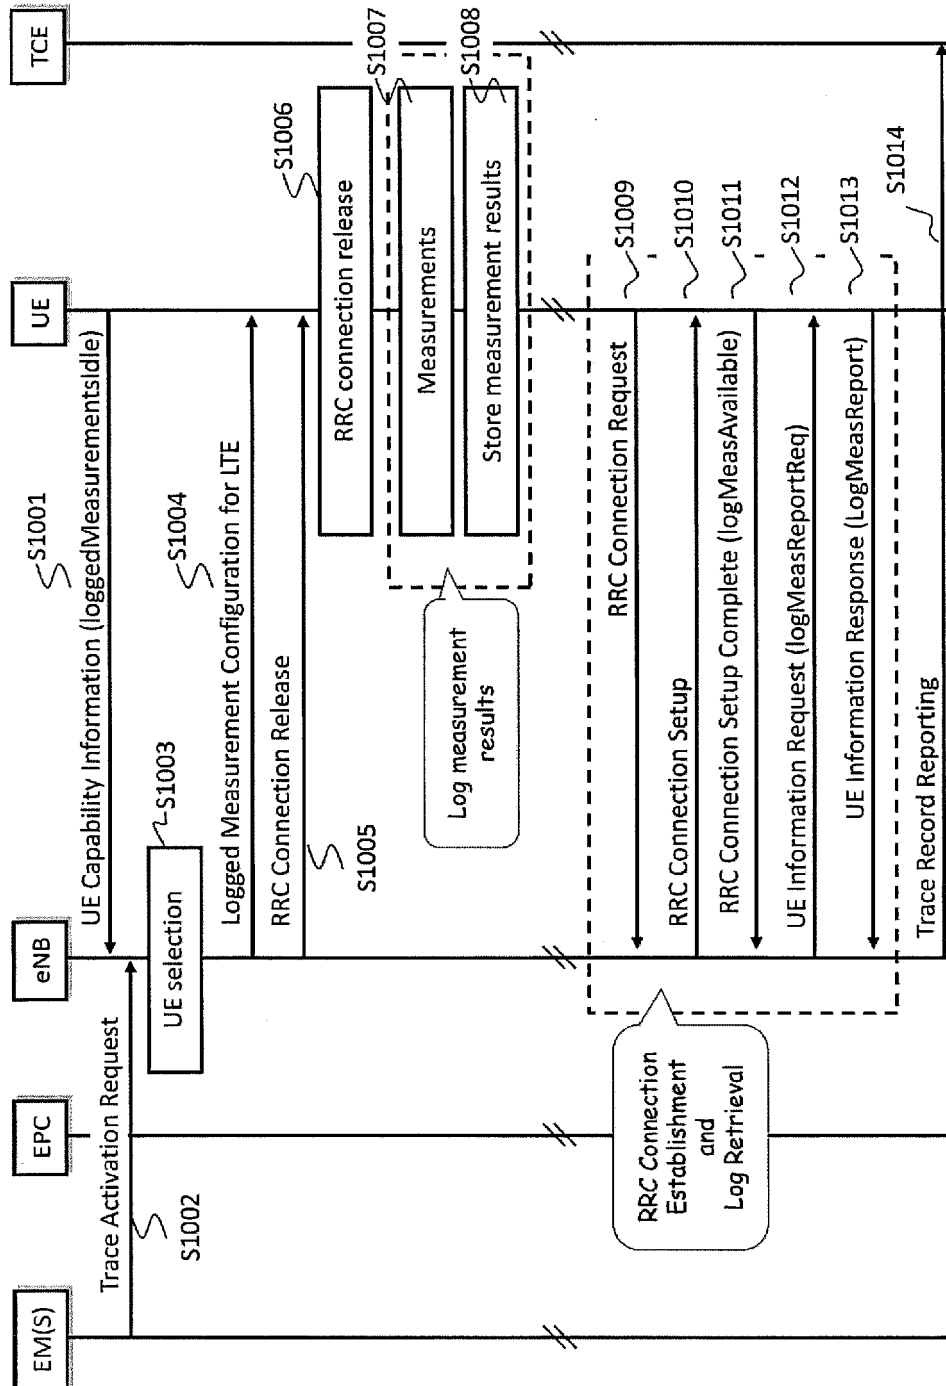 EM(S)
EPC
eNB
UE
TCE
UE Capability Information (loggedMeasurementsIdle)
S1001
Trace Activation Request
S1002
UE selection
S1003
Logged Measurement Configuration for LTE
S1004
RRC Connection Release
S1005
RRC connection release
S1006
Measurements
S1007
Store measurement results
S1008
Log measurement
results
RRC Connection Request
S1009
RRC Connection Setup
S1010
RRC Connection Setup Complete (logMeasAvailable)
S1011
UE Information Request (logMeasReportReq)
S1012
UE Information Response (LogMeasReport)
S1013
RRC Connection
Establishment
and
Log Retrieval
Trace Record Reporting
S1014